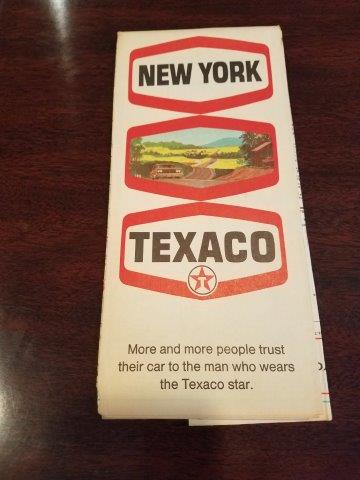 NEW YORK
TEXACO
T
More and more people trust
their car to the man who wears
the Texaco star.